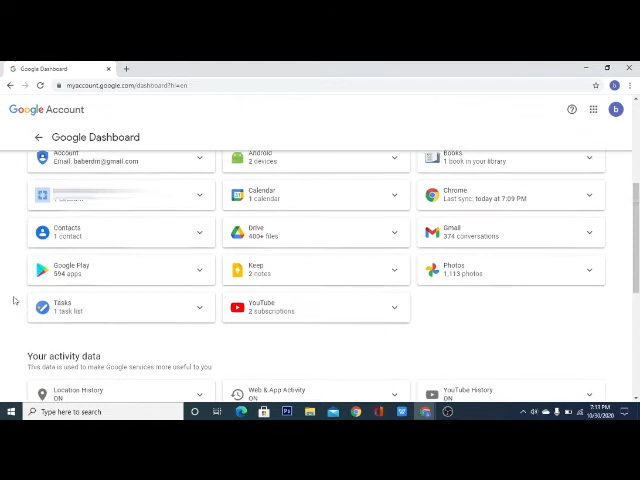 Google Dashboard
myaccount.google.com/dashboard?hl=en
b
Google Account
b
Google Dashboard
Account
Email: baberdm@gmail.com
Android
2 devices
Books
1 book in your library
Calendar
1 calendar
Chrome
Last sync: today at 7:09 PM
Contacts
1 contact
Drive
400+ files
Gmail
374 conversations
Google Play
594 apps
Keep
2 notes
Photos
1,113 photos
Tasks
1 task list
YouTube
2 subscriptions
Your activity data
This data is used to make Google services more useful to you
Location History
ON
Web & App Activity
ON
YouTube History
ON
Type here to search
Ps
W
7:13 PM
10/30/2020